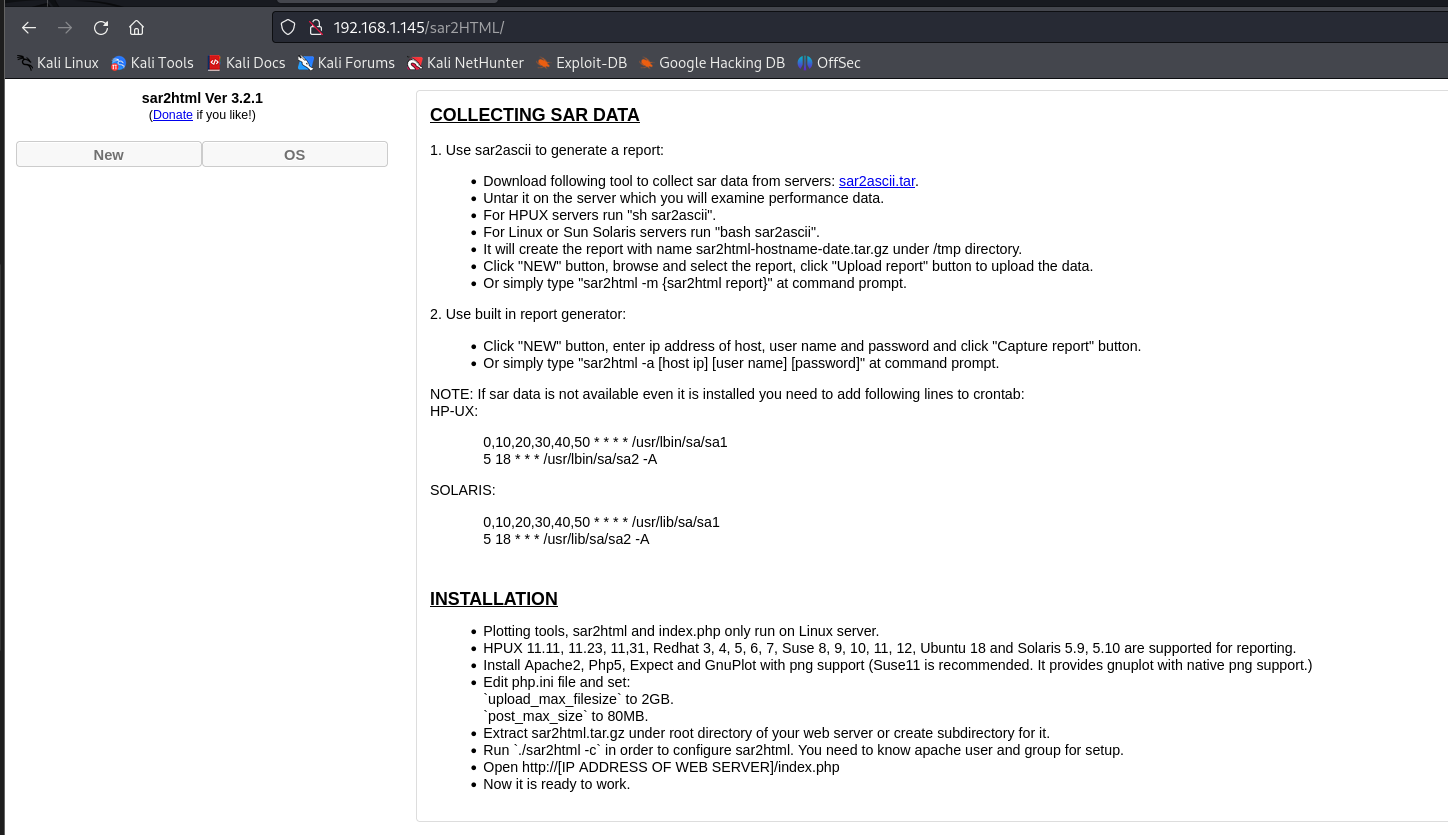 192.168.1.145/sar2HTML/
Kali Linux Kali Tools Kali Docs Kali Forums Kali NetHunter Exploit-DB Google Hacking DB OffSec
sar2html Ver 3.2.1
(Donate if you like!)
New OS
COLLECTING SAR DATA
1. Use sar2ascii to generate a report:
• Download following tool to collect sar data from servers: sar2ascii.tar.
• Untar it on the server which you will examine performance data.
• For HPUX servers run "sh sar2ascii".
• For Linux or Sun Solaris servers run "bash sar2ascii".
• It will create the report with name sar2html-hostname-date.tar.gz under /tmp directory.
• Click "NEW" button, browse and select the report, click "Upload report" button to upload the data.
• Or simply type "sar2html -m {sar2html report}" at command prompt.
2. Use built in report generator:
• Click "NEW" button, enter ip address of host, user name and password and click "Capture report" button.
• Or simply type "sar2html -a [host ip] [user name] [password]" at command prompt.
NOTE: If sar data is not available even it is installed you need to add following lines to crontab:
HP-UX:
0,10,20,30,40,50 * * * * /usr/lbin/sa/sa1
5 18 * * * /usr/lbin/sa/sa2 -A
SOLARIS:
0,10,20,30,40,50 * * * * /usr/lib/sa/sa1
5 18 * * * /usr/lib/sa/sa2 -A
INSTALLATION
• Plotting tools, sar2html and index.php only run on Linux server.
• HPUX 11.11, 11.23, 11,31, Redhat 3, 4, 5, 6, 7, Suse 8, 9, 10, 11, 12, Ubuntu 18 and Solaris 5.9, 5.10 are supported for reporting.
• Install Apache2, Php5, Expect and GnuPlot with png support (Suse11 is recommended. It provides gnuplot with native png support.)
• Edit php.ini file and set:
`upload_max_filesize` to 2GB.
`post_max_size` to 80MB.
• Extract sar2html.tar.gz under root directory of your web server or create subdirectory for it.
• Run `./sar2html -c` in order to configure sar2html. You need to know apache user and group for setup.
• Open http://[IP ADDRESS OF WEB SERVER]/index.php
• Now it is ready to work.